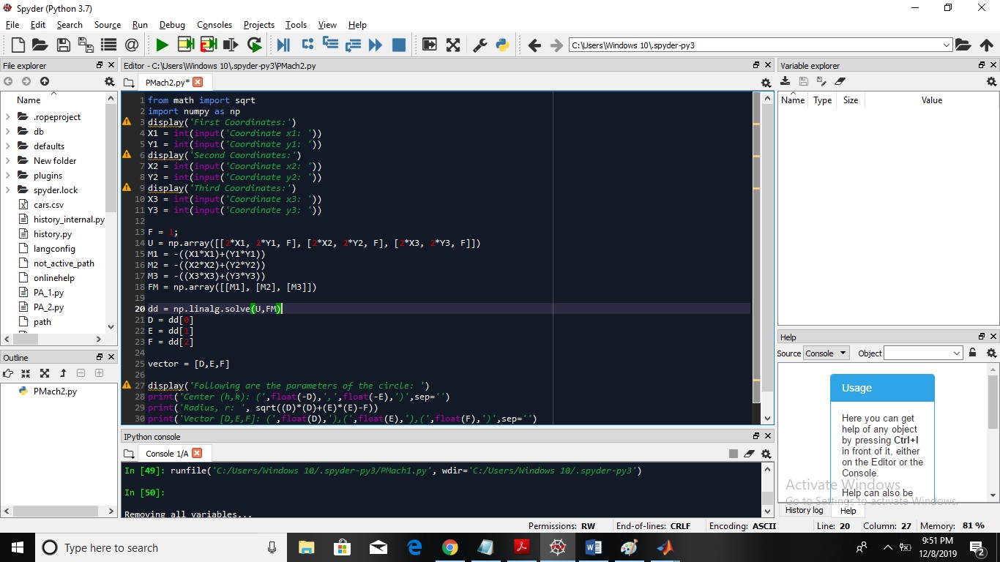 Spyder (Python 3.7)
File Edit Search Source Run Debug Consoles Projects Tools View Help
C:\Users\Windows 10\.spyder-py3
File explorer
Name
.ropeproject
db
defaults
New folder
plugins
spyder.lock
cars.csv
history_internal.py
history.py
langconfig
not_active_path
onlinehelp
PA_1.py
PA_2.py
path
Outline
PMach2.py
Editor - C:\Users\Windows 10\.spyder-py3\PMach2.py
PMach2.py*
1 from math import sqrt
2 import numpy as np
3 display('First Coordinates:')
4 X1 = int(input('Coordinate x1: '))
5 Y1 = int(input('Coordinate y1: '))
6 display('Second Coordinates:')
7 X2 = int(input('Coordinate x2: '))
8 Y2 = int(input('Coordinate y2: '))
9 display('Third Coordinates:')
10 X3 = int(input('Coordinate x3: '))
11 Y3 = int(input('Coordinate y3: '))
12
13 F = 1;
14 U = np.array([[2*X1, 2*Y1, F], [2*X2, 2*Y2, F], [2*X3, 2*Y3, F]])
15 M1 = -((X1*X1)+(Y1*Y1))
16 M2 = -((X2*X2)+(Y2*Y2))
17 M3 = -((X3*X3)+(Y3*Y3))
18 FM = np.array([[M1], [M2], [M3]])
19
20 dd = np.linalg.solve(U,FM)
21 D = dd[0]
22 E = dd[1]
23 F = dd[2]
24
25 vector = [D,E,F]
26
27 display('Following are the parameters of the circle: ')
28 print('Center (h,k): (',float(-D),',',float(-E),')',sep='')
29 print('Radius, r: ', sqrt((D)*(D)+(E)*(E)-F))
30 print('Vector [D,E,F]: (',float(D),'),(',float(E),'),(',float(F),')',sep='')
IPython console
Console 1/A
In [49]: runfile('C:/Users/Windows 10/.spyder-py3/PMach1.py', wdir='C:/Users/Windows 10/.spyder-py3')
In [50]:
Removing all variables...
Variable explorer
Name Type Size Value
Help
Source Console Object
Usage
Here you can get
help of any object
by pressing Ctrl+I
in front of it, either
on the Editor or the
Console.
Help can also be
Activate Windows
Go to Settings to activate Windows.
History log Help
Permissions: RW End-of-lines: CRLF Encoding: ASCII Line: 20 Column: 27 Memory: 81 %
Type here to search
9:51 PM
12/8/2019
2